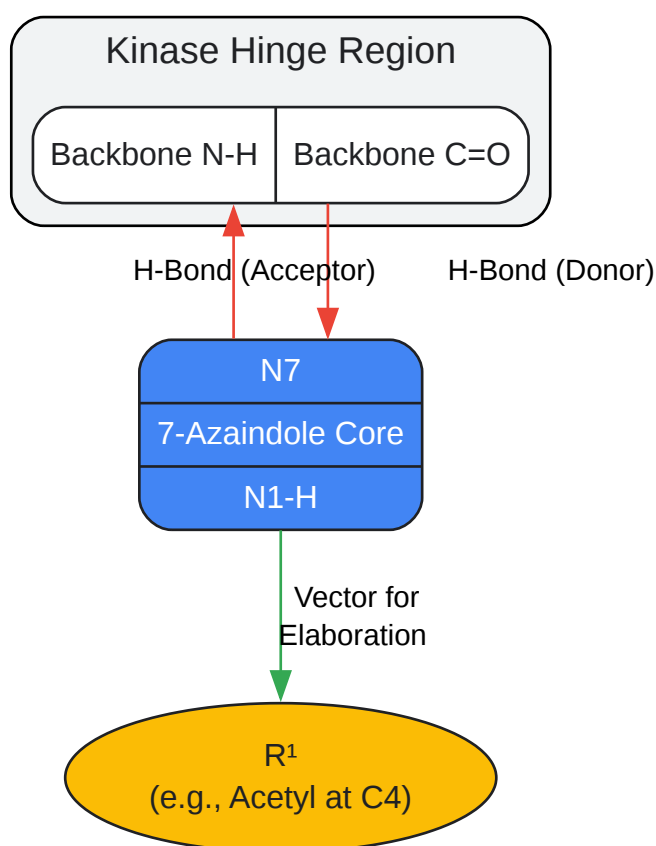 Kinase Hinge Region
Backbone N-H
Backbone C=O
H-Bond (Acceptor)
H-Bond (Donor)
N7
7-Azaindole Core
N1-H
Vector for
Elaboration
R¹
(e.g., Acetyl at C4)